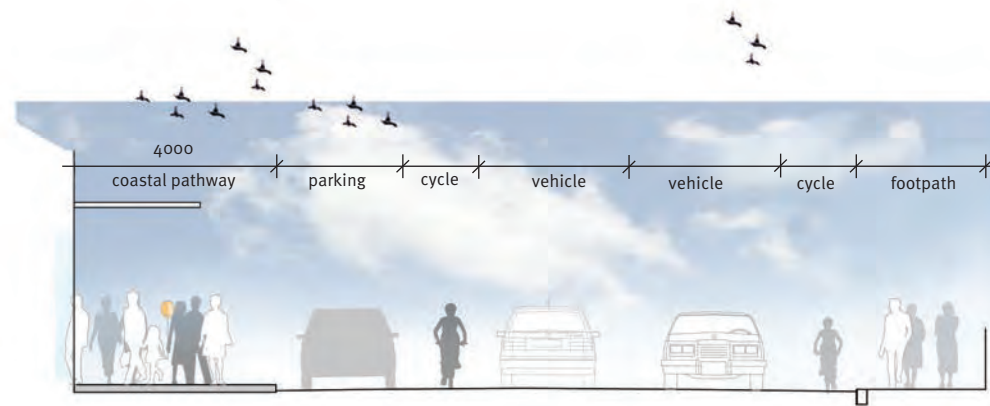 4000
coastal pathway
parking
cycle
vehicle
vehicle
cycle
footpath